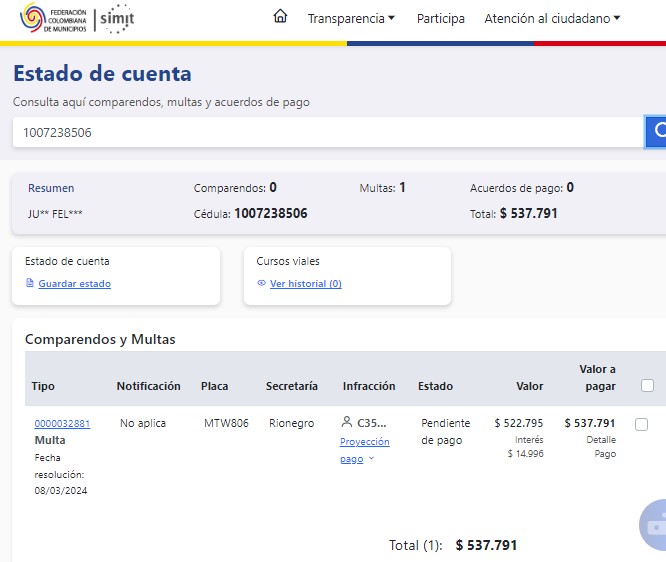 FEDERACIÓN
COLOMBIANA
DE MUNICIPIOS
simit
Transparencia
Participa
Atención al ciudadano
Estado de cuenta
Consulta aquí comparendos, multas y acuerdos de pago
1007238506
Resumen
Comparendos: 0
Multas: 1
Acuerdos de pago: 0
JU** FEL***
Cédula: 1007238506
Total: $ 537.791
Estado de cuenta
Guardar estado
Cursos viales
Ver historial (0)
Comparendos y Multas
Tipo
Notificación
Placa
Secretaría
Infracción
Estado
Valor
Valor a
pagar
0000032881
Multa
Fecha
resolución:
08/03/2024
No aplica
MTW806
Rionegro
C35...
Proyección
pago
Pendiente
de pago
$ 522.795
Interés
$ 14.996
$ 537.791
Detalle
Pago
Total (1): $ 537.791